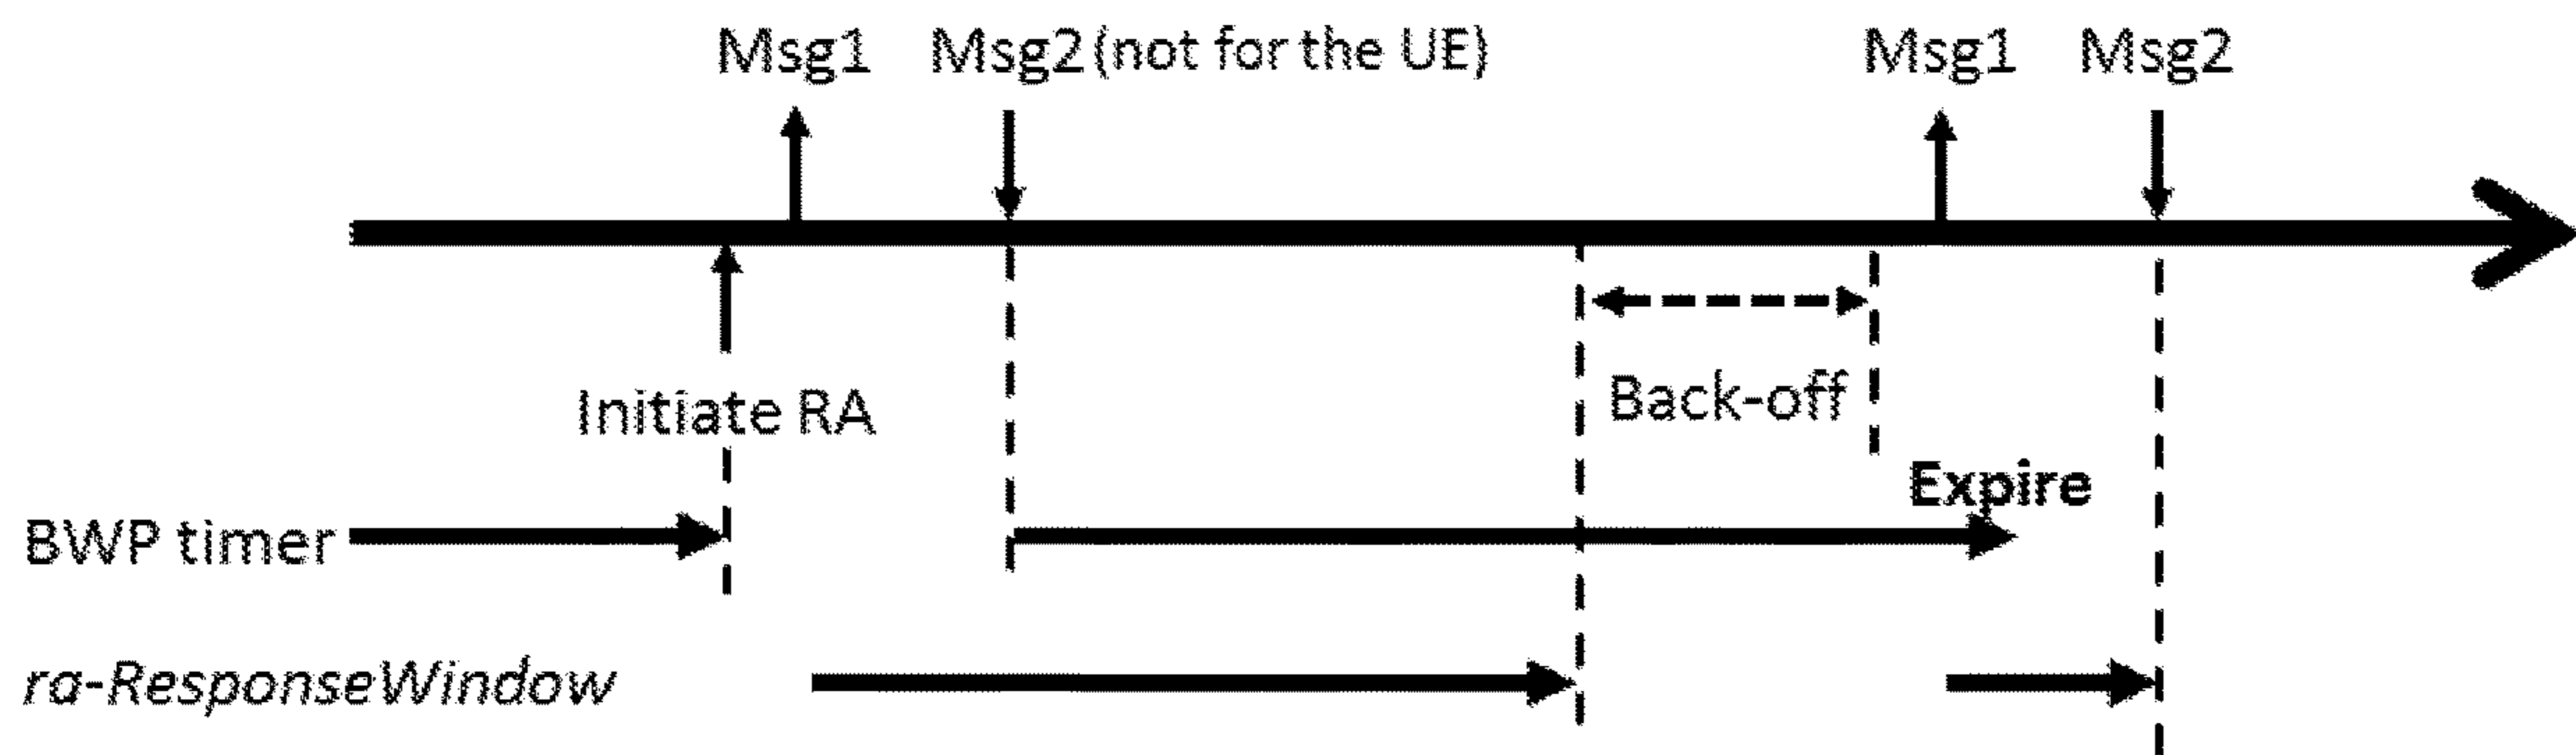 Msg1 Msg2 (not for the UE) Msg1 Msg2
Initiate RA
Back-off
Expire
BWP timer
ra-ResponseWindow